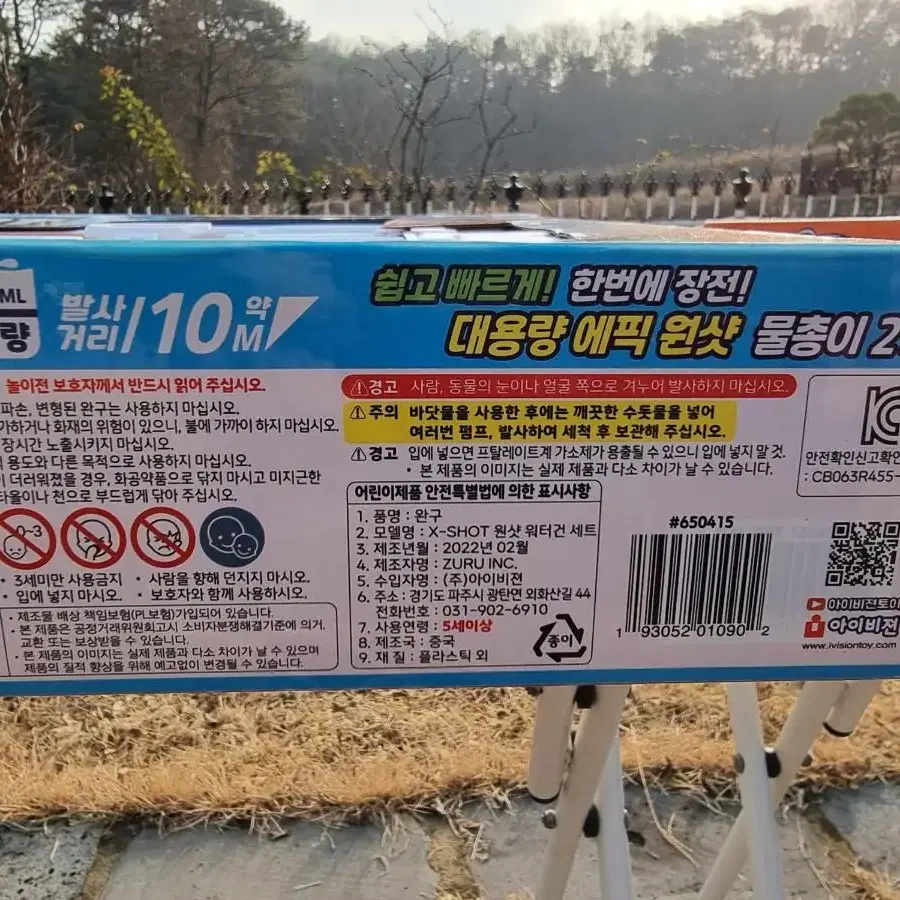 ML
량
발사
거리/10약
M
쉽고 빠르게! 한번에 장전!
대용량 에픽 원샷 물총이
놀이전 보호자께서 반드시 읽어 주십시오.
파손, 변형된 완구는 사용하지 마십시오.
가하거나 화재의 위험이 있으니, 불에 가까이 하지 마십시오.
장시간 노출시키지 마십시오.
용도와 다른 목적으로 사용하지 마십시오.
더러워졌을 경우, 화공약품으로 닦지 마시고 미지근한
타올이나 천으로 부드럽게 닦아 주십시오.
0-3
• 3세미만 사용금지 • 사람을 향해 던지지 마십시오.
• 입에 넣지 마십시오. • 보호자와 함께 사용하십시오.
• 제조물 배상 책임보험(PL보험)가입되어 있습니다.
• 본 제품은 공정거래위원회고시 소비자분쟁해결기준에 의거.
교환 또는 보상받을 수 있습니다.
• 본 제품의 이미지는 실제 제품과 다소 차이가 날 수 있으며
제품의 질적 향상을 위해 예고없이 변경될 수 있습니다.
⚠경고 사람, 동물의 눈이나 얼굴 쪽으로 겨누어 발사하지 마십시오.
⚠주의 바닷물을 사용한 후에는 깨끗한 수돗물을 넣어
여러번 펌프, 발사하여 세척 후 보관해 주십시오.
⚠경고 입에 넣으면 프탈레이트계 가소제가 용출될 수 있으니 입에 넣지 말 것.
• 본 제품의 이미지는 실제 제품과 다소 차이가 날 수 있습니다.
어린이제품 안전특별법에 의한 표시사항
1. 품명 : 완구
2. 모델명 : X-SHOT 원샷 워터건 세트
3. 제조년월 : 2022년 02월
4. 제조자명 : ZURU INC.
5. 수입자명 : (주)아이비젼
6. 주소 : 경기도 파주시 광탄면 외화산길 44
전화번호 : 031-902-6910
7. 사용연령 : 5세이상
8. 제조국 : 중국
9. 재 질 : 플라스틱 외
종이
#650415
1 93052 01090 2
KC
안전확인신고확인
: CB063R455-
아이비젼토이
아이비젼
www.ivisiontoy.com